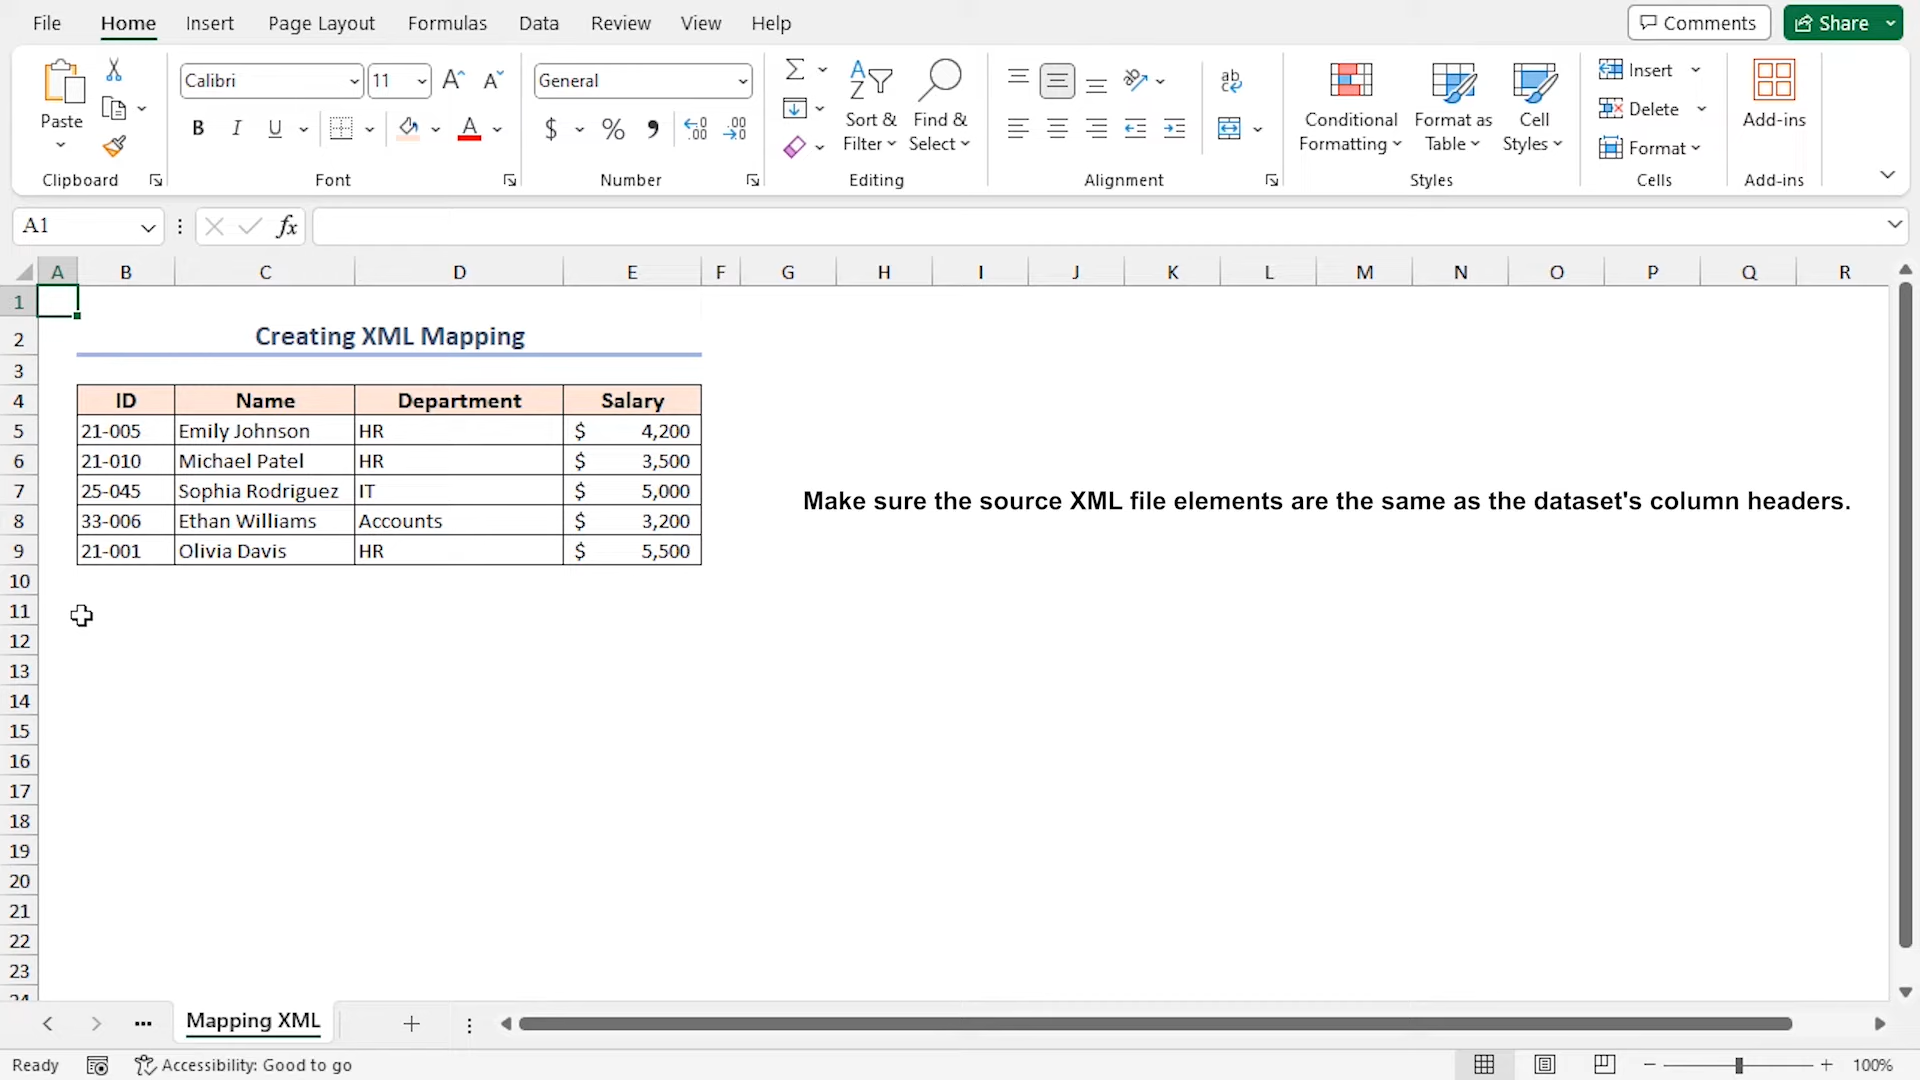 File Home Insert Page Layout Formulas Data Review View Help Comments Share
Calibri 11 General Insert
Paste Sort & Find & Conditional Format as Cell Delete Add-ins
B I U A $ % Filter Select Formatting Table Styles Format
Clipboard Font Number Editing Alignment Styles Cells Add-ins
A1 fx
A B C D E F G H I J K L M N O P Q R
1
2 Creating XML Mapping
3
4 ID Name Department Salary
5 21-005 Emily Johnson HR $ 4,200
6 21-010 Michael Patel HR $ 3,500
7 25-045 Sophia Rodriguez IT $ 5,000 Make sure the source XML file elements are the same as the dataset's column headers.
8 33-006 Ethan Williams Accounts $ 3,200
9 21-001 Olivia Davis HR $ 5,500
10
11
12
13
14
15
16
17
18
19
20
21
22
23
24
Mapping XML
Ready Accessibility: Good to go 100%